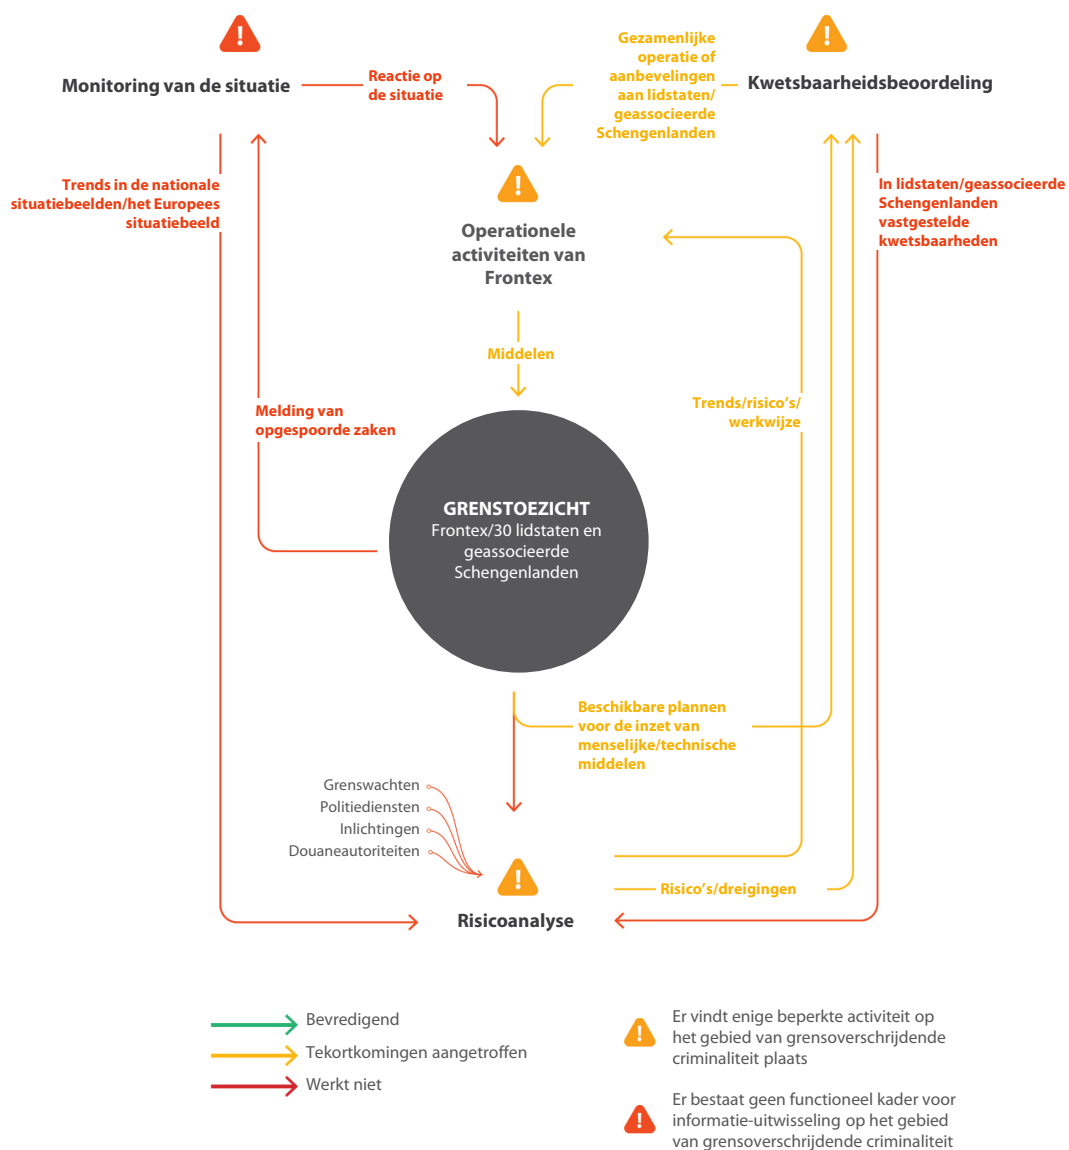 Monitoring van de situatie
Reactie op
de situatie
Gezamenlijke
operatie of
aanbevelingen
aan lidstaten/
geassocieerde
Schengenlanden
Kwetsbaarheidsbeoordeling
Trends in de nationale
situatiebeelden/het Europees
situatiebeeld
In lidstaten/geassocieerde
Schengenlanden
vastgestelde
kwetsbaarheden
Operationele
activiteiten van
Frontex
Middelen
Melding van
opgespoorde zaken
Trends/risico's/
werkwijze
GRENSTOEZICHT
Frontex/30 lidstaten en
geassocieerde
Schengenlanden
Beschikbare plannen
voor de inzet van
menselijke/technische
middelen
Grenswachten
Politiediensten
Inlichtingen
Douaneautoriteiten
Risico's/dreigingen
Risicoanalyse
Bevredigend
Tekortkomingen aangetroffen
Werkt niet
Er vindt enige beperkte activiteit op
het gebied van grensoverschrijdende
criminaliteit plaats
Er bestaat geen functioneel kader voor
informatie-uitwisseling op het gebied
van grensoverschrijdende criminaliteit